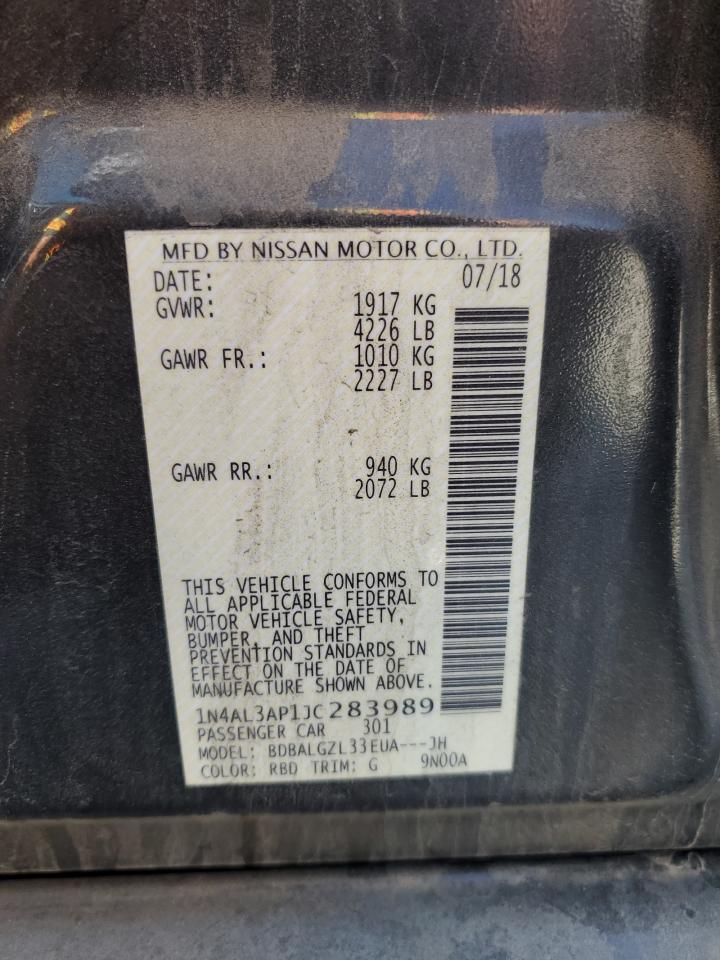 MFD BY NISSAN MOTOR CO., LTD.
DATE: 07/18
GVWR: 1917 KG
4226 LB
GAWR FR.: 1010 KG
2227 LB
GAWR RR.: 940 KG
2072 LB
THIS VEHICLE CONFORMS TO
ALL APPLICABLE FEDERAL
MOTOR VEHICLE SAFETY,
BUMPER, AND THEFT
PREVENTION STANDARDS IN
EFFECT ON THE DATE OF
MANUFACTURE SHOWN ABOVE.
1N4AL3AP1JC283989
PASSENGER CAR 301
MODEL: BDBALGZL33EUA---JH
COLOR: RBD TRIM: G 9N00A